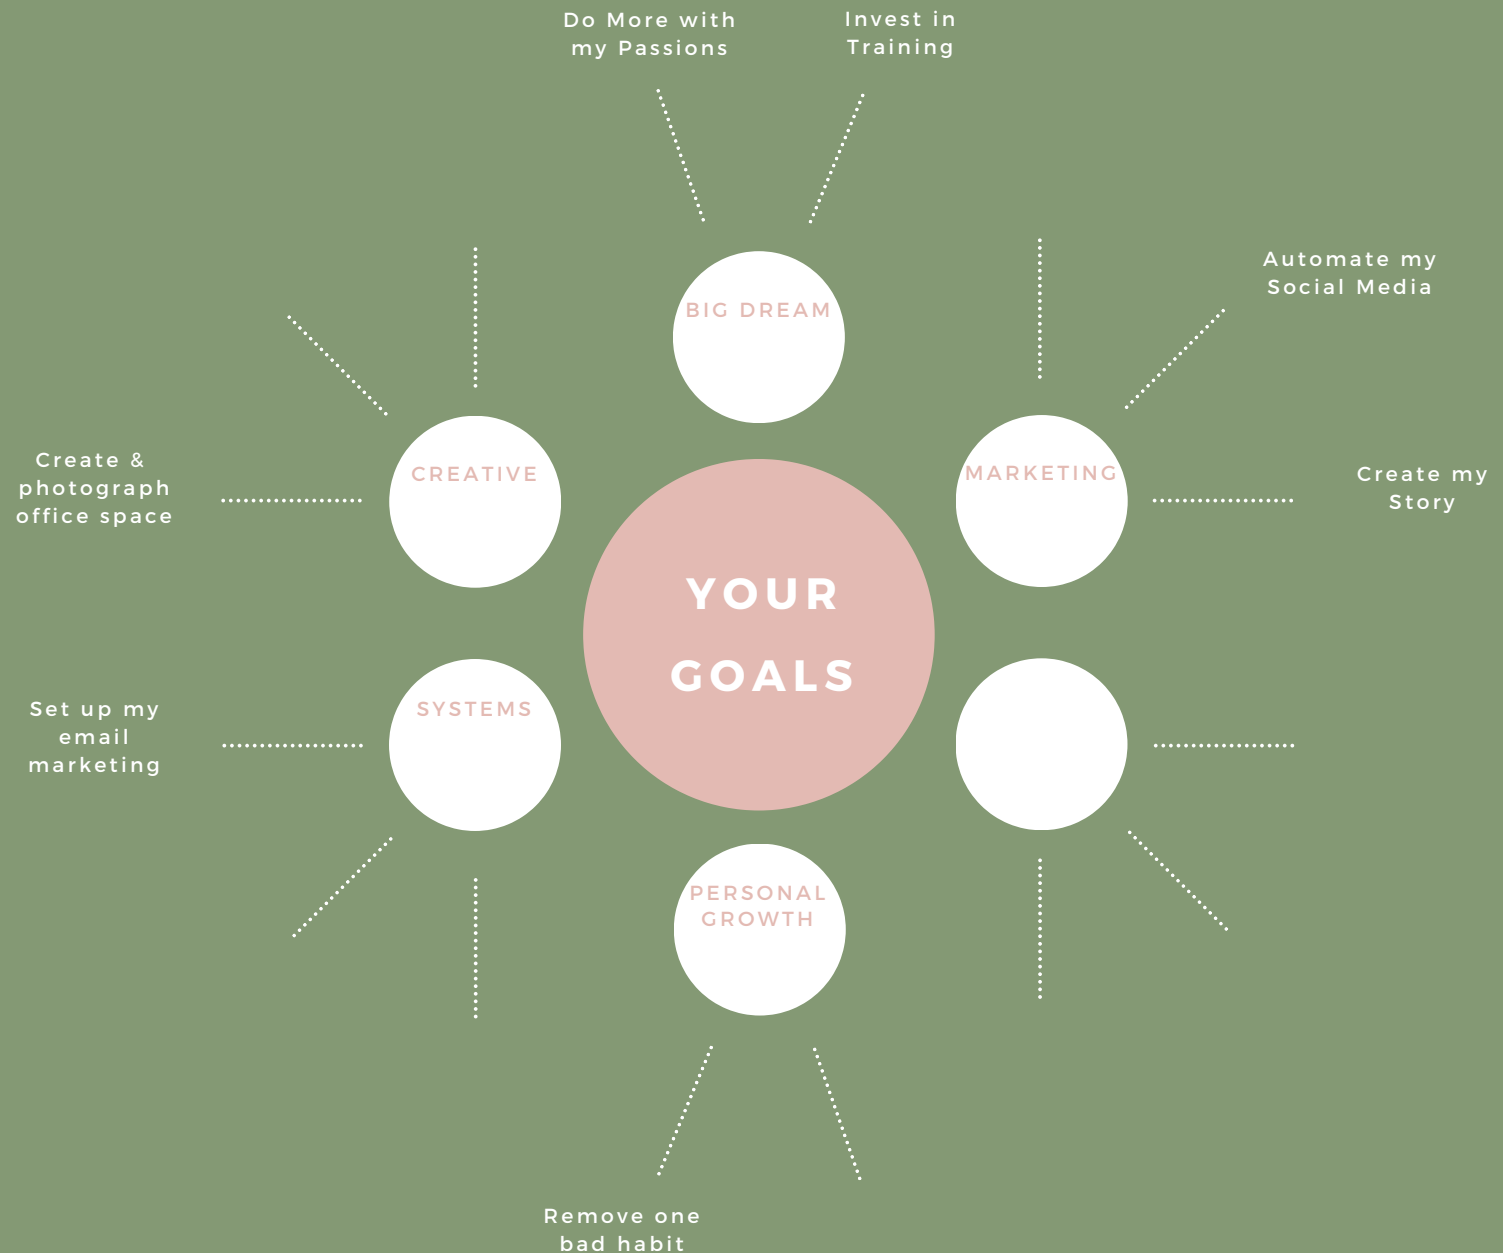 Do More with
my Passions
Invest in
Training
BIG DREAM
Automate my
Social Media
Create &
photograph
office space
CREATIVE
MARKETING
Create my
Story
YOUR
GOALS
Set up my
email
marketing
SYSTEMS
PERSONAL
GROWTH
Remove one
bad habit